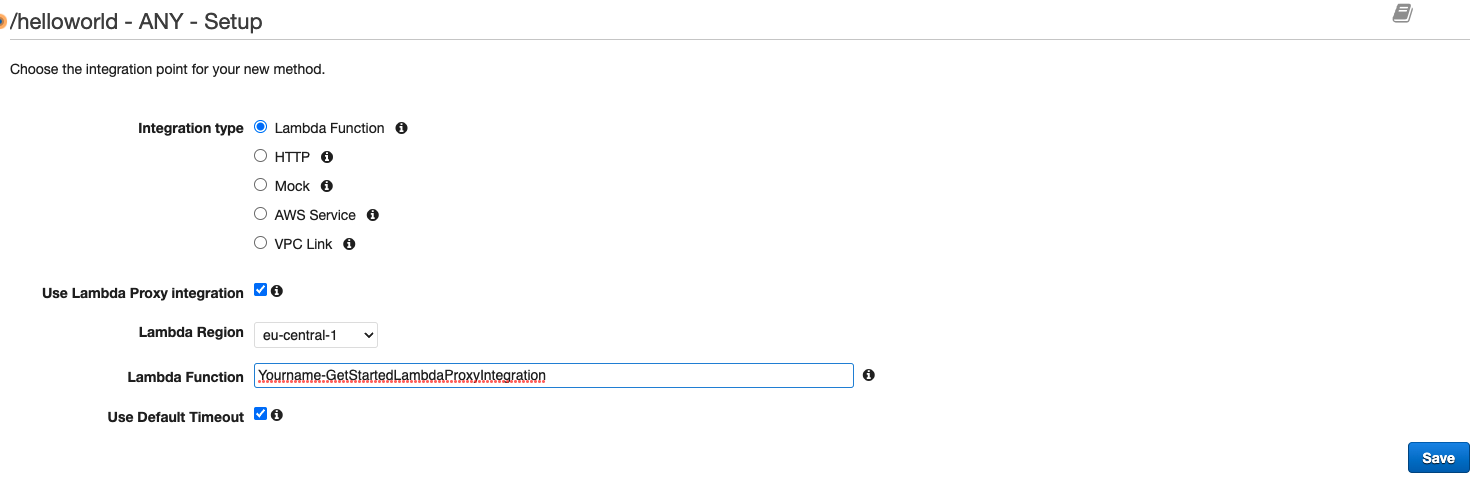 /helloworld - ANY - Setup
Choose the integration point for your new method.
Integration type Lambda Function
HTTP
Mock
AWS Service
VPC Link
Use Lambda Proxy integration
Lambda Region eu-central-1
Lambda Function Yourname-GetStartedLambdaProxyIntegration
Use Default Timeout
Save